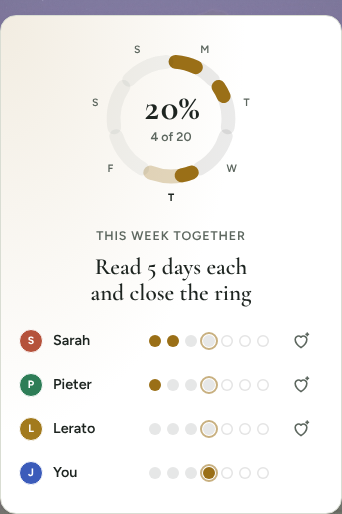 S M
S T
20%
4 of 20
F W
T
THIS WEEK TOGETHER
Read 5 days each
and close the ring
S Sarah
P Pieter
L Lerato
J You